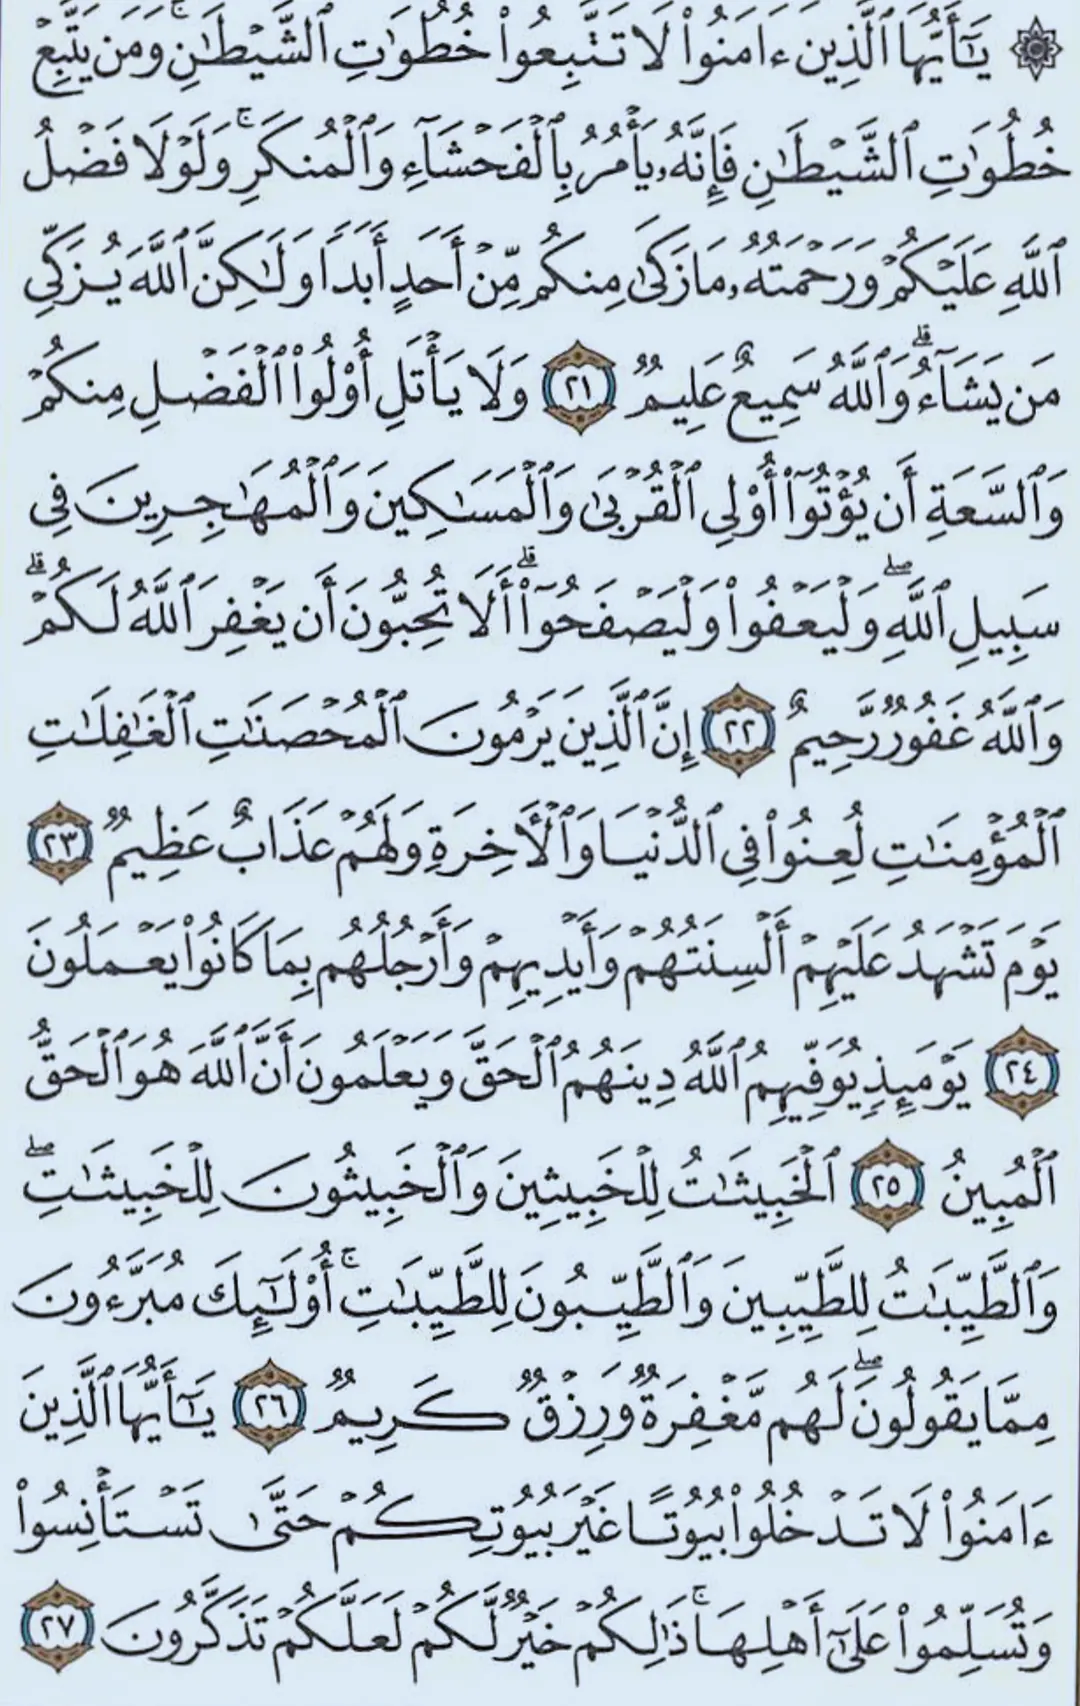 ۞ يَـٰٓأَيُّهَا ٱلَّذِينَ ءَامَنُوا۟ لَا تَتَّبِعُوا۟ خُطُوَٰتِ ٱلشَّيْطَـٰنِۚ وَمَن يَتَّبِعْ
خُطُوَٰتِ ٱلشَّيْطَـٰنِ فَإِنَّهُۥ يَأْمُرُ بِٱلْفَحْشَآءِ وَٱلْمُنكَرِۚ وَلَوْلَا فَضْلُ
ٱللَّهِ عَلَيْكُمْ وَرَحْمَتُهُۥ مَا زَكَىٰ مِنكُم مِّنْ أَحَدٍ أَبَدًا وَلَـٰكِنَّ ٱللَّهَ يُزَكِّى
مَن يَشَآءُۗ وَٱللَّهُ سَمِيعٌ عَلِيمٌ ٢١ وَلَا يَأْتَلِ أُو۟لُوا۟ ٱلْفَضْلِ مِنكُمْ
وَٱلسَّعَةِ أَن يُؤْتُوٓا۟ أُو۟لِى ٱلْقُرْبَىٰ وَٱلْمَسَـٰكِينَ وَٱلْمُهَـٰجِرِينَ فِى
سَبِيلِ ٱللَّهِۖ وَلْيَعْفُوا۟ وَلْيَصْفَحُوٓا۟ۗ أَلَا تُحِبُّونَ أَن يَغْفِرَ ٱللَّهُ لَكُمْۗ
وَٱللَّهُ غَفُورٌ رَّحِيمٌ ٢٢ إِنَّ ٱلَّذِينَ يَرْمُونَ ٱلْمُحْصَنَـٰتِ ٱلْغَـٰفِلَـٰتِ
ٱلْمُؤْمِنَـٰتِ لُعِنُوا۟ فِى ٱلدُّنْيَا وَٱلْـَٔاخِرَةِ وَلَهُمْ عَذَابٌ عَظِيمٌ ٢٣
يَوْمَ تَشْهَدُ عَلَيْهِمْ أَلْسِنَتُهُمْ وَأَيْدِيهِمْ وَأَرْجُلُهُم بِمَا كَانُوا۟ يَعْمَلُونَ
٢٤ يَوْمَئِذٍ يُوَفِّيهِمُ ٱللَّهُ دِينَهُمُ ٱلْحَقَّ وَيَعْلَمُونَ أَنَّ ٱللَّهَ هُوَ ٱلْحَقُّ
ٱلْمُبِينُ ٢٥ ٱلْخَبِيثَـٰتُ لِلْخَبِيثِينَ وَٱلْخَبِيثُونَ لِلْخَبِيثَـٰتِۖ
وَٱلطَّيِّبَـٰتُ لِلطَّيِّبِينَ وَٱلطَّيِّبُونَ لِلطَّيِّبَـٰتِۚ أُو۟لَـٰٓئِكَ مُبَرَّءُونَ
مِمَّا يَقُولُونَۖ لَهُم مَّغْفِرَةٌ وَرِزْقٌ كَرِيمٌ ٢٦ يَـٰٓأَيُّهَا ٱلَّذِينَ
ءَامَنُوا۟ لَا تَدْخُلُوا۟ بُيُوتًا غَيْرَ بُيُوتِكُمْ حَتَّىٰ تَسْتَأْنِسُوا۟
وَتُسَلِّمُوا۟ عَلَىٰٓ أَهْلِهَاۚ ذَٰلِكُمْ خَيْرٌ لَّكُمْ لَعَلَّكُمْ تَذَكَّرُونَ ٢٧